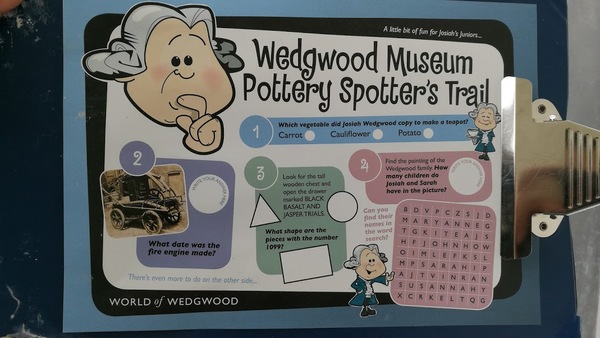 A little bit of fun for Josiah's Juniors...
Wedgwood Museum
Pottery Spotter's Trail
1
Which vegetable did Josiah Wedgwood copy to make a teapot?
Carrot
Cauliflower
Potato
2
WRITE YOUR ANSWER HERE
What date was the
fire engine made?
3
Look for the tall
wooden chest and
open the drawer
marked BLACK
BASALT and
JASPER TRIALS.
What shape are the
pieces with the number
1099?
4
Find the painting of the
Wedgwood family. How
many children do
Josiah and Sarah
have in the picture?
WRITE YOUR ANSWER HERE
Can you
find their
names in
the word
search?
B D V P C Z S J D
M A R Y A N N E G
T G K I T E A J S
H F J O H N H O W
O I M L E E K S L
M P S A R A H I P
A J T V I N R A N
S U S A N N A H Y
X C R K E L T Q G
There's even more to do on the other side...
WORLD of WEDGWOOD